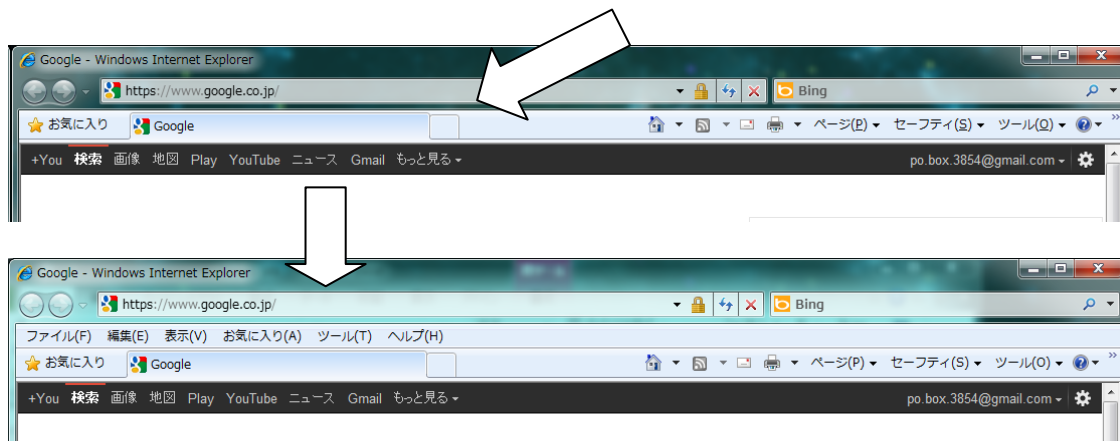 Google - Windows Internet Explorer
https://www.google.co.jp/ Bing
お気に入り Google ページ(P) セーフティ(S) ツール(O)
+You 検索 画像 地図 Play YouTube ニュース Gmail もっと見る po.box.3854@gmail.com
Google - Windows Internet Explorer
https://www.google.co.jp/ Bing
ファイル(F) 編集(E) 表示(V) お気に入り(A) ツール(T) ヘルプ(H)
お気に入り Google ページ(P) セーフティ(S) ツール(O)
+You 検索 画像 地図 Play YouTube ニュース Gmail もっと見る po.box.3854@gmail.com